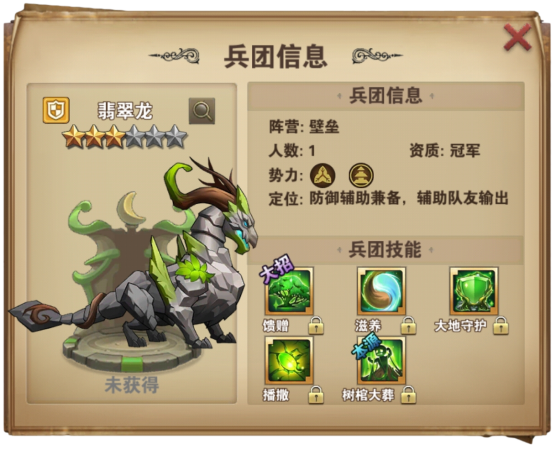 兵团信息
翡翠龙
未获得
兵团信息
阵营: 壁垒
人数: 1 资质: 冠军
势力:
定位: 防御辅助兼备，辅助队友输出
兵团技能
大招
馈赠 滋养 大地守护
本源
播撒 树棺大葬